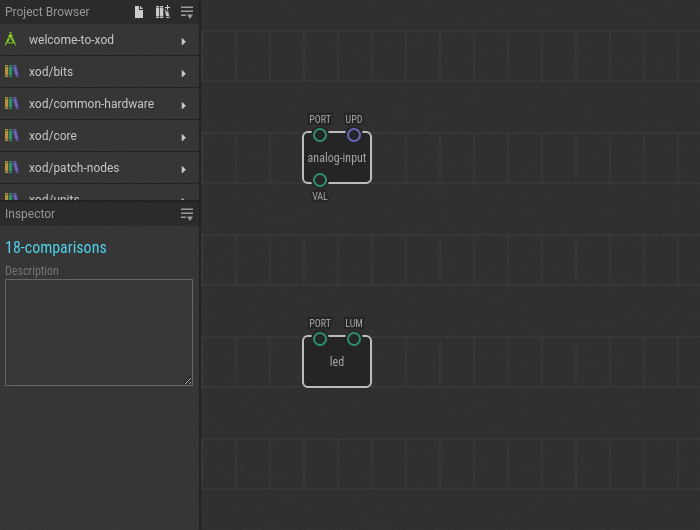 Project Browser
welcome-to-xod
xod/bits
xod/common-hardware
xod/core
xod/patch-nodes
xod/units
Inspector
18-comparisons
Description
PORT UPD
analog-input
VAL
PORT LUM
led